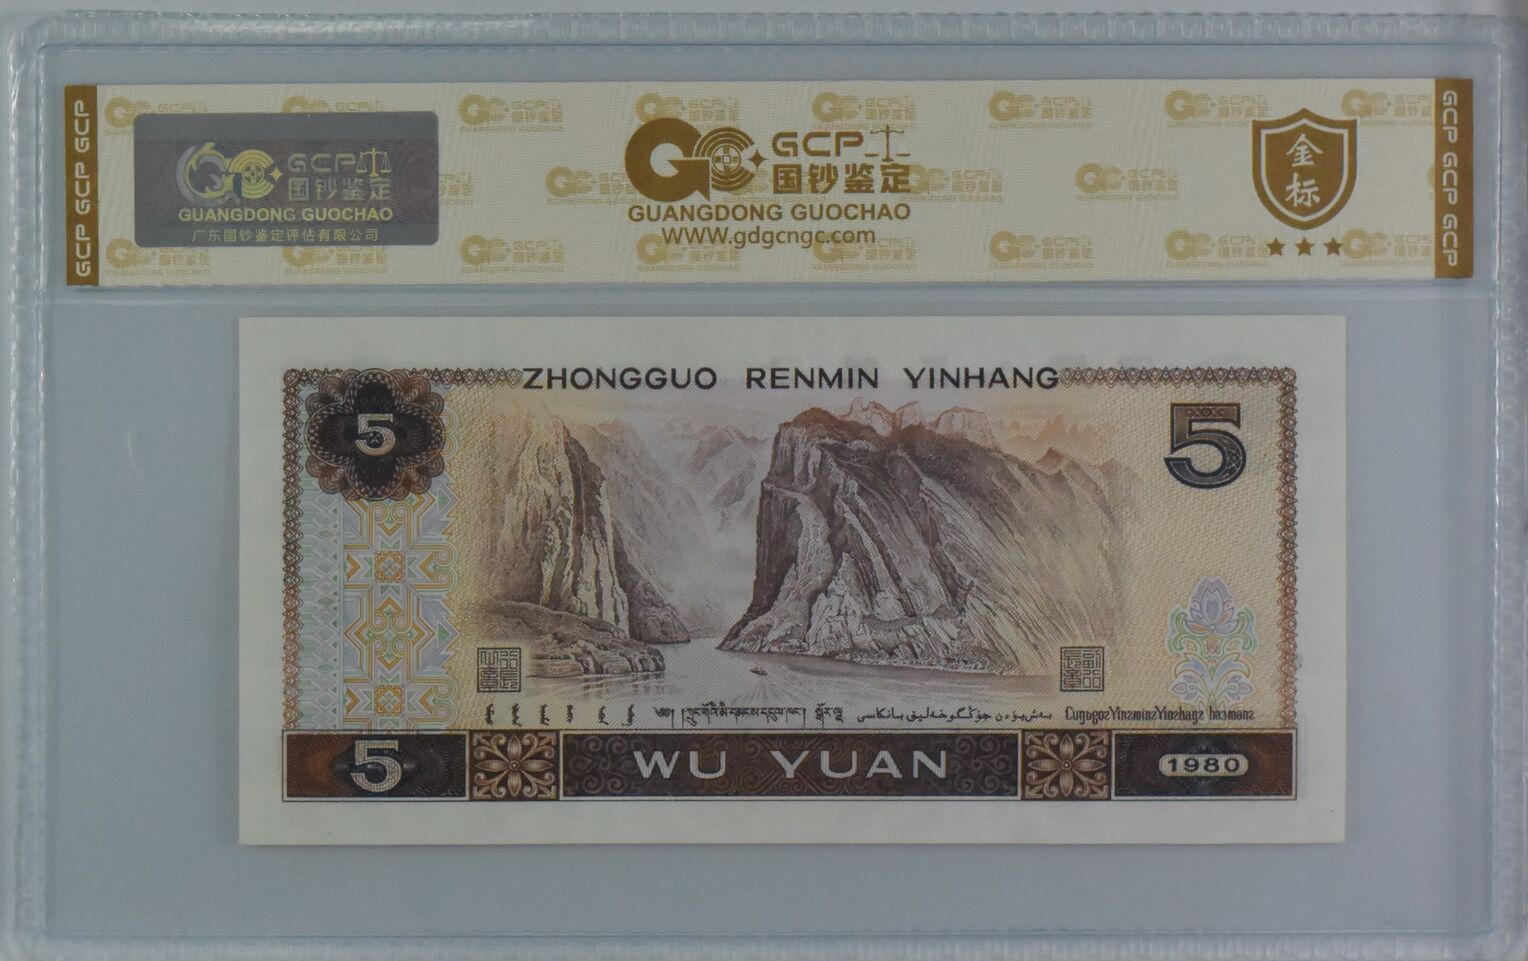 GCP GCP GCP
GCP
国钞鉴定
GUANGDONG GUOCHAO
广东国钞鉴定评估有限公司
GCP
国钞鉴定
GUANGDONG GUOCHAO
WWW.gdgcngc.com
金标
GCP GCP GCP
ZHONGGUO RENMIN YINHANG
5
5
5
WU YUAN
1980